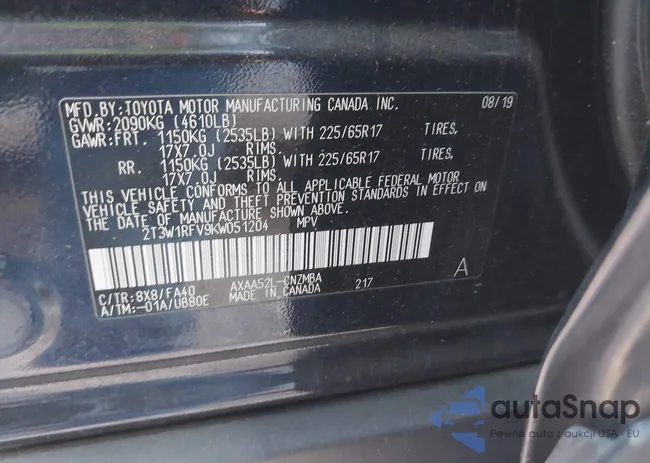 MFD.BY:TOYOTA MOTOR MANUFACTURING CANADA INC. 08/19
GVWR:2090KG (4610LB)
GAWR:FRT. 1150KG (2535LB) WITH 225/65R17 TIRES,
17X7.0J RIMS.
RR. 1150KG (2535LB) WITH 225/65R17 TIRES,
17X7.0J RIMS.
THIS VEHICLE CONFORMS TO ALL APPLICABLE FEDERAL MOTOR
VEHICLE SAFETY AND THEFT PREVENTION STANDARDS IN EFFECT ON
THE DATE OF MANUFACTURE SHOWN ABOVE.
2T3W1RFV9KW051204 MPV
A
C/TR:8X8/FA40 AXAA52L-CNZMBA 217
A/TM:-01A/UB80E MADE IN CANADA
autaSnap
Pewne auta z aukcji USA i EU